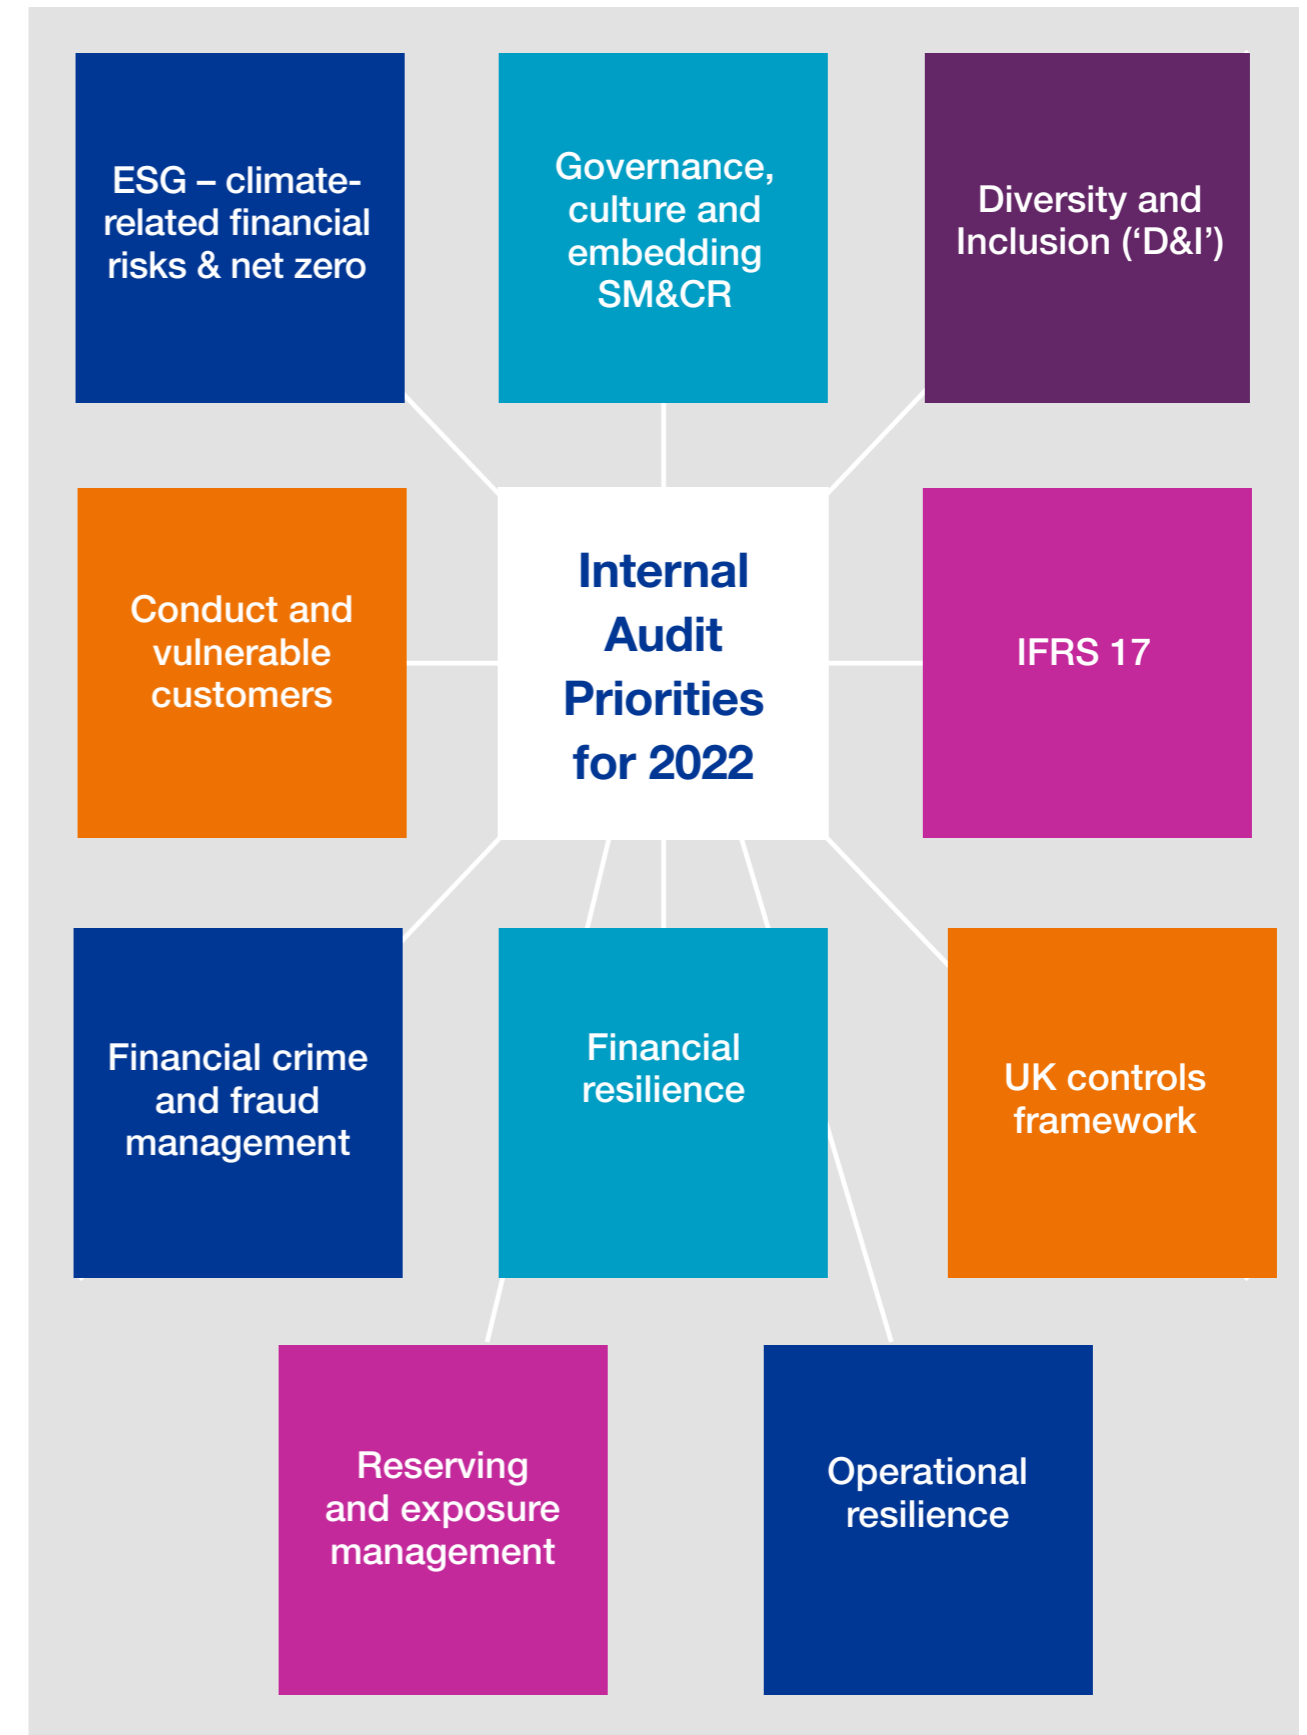 ESG – climate-
related financial
risks & net zero
Governance,
culture and
embedding
SM&CR
Diversity and
Inclusion (‘D&I’)
Conduct and
vulnerable
customers
Internal
Audit
Priorities
for 2022
IFRS 17
Financial crime
and fraud
management
Financial
resilience
UK controls
framework
Reserving
and exposure
management
Operational
resilience